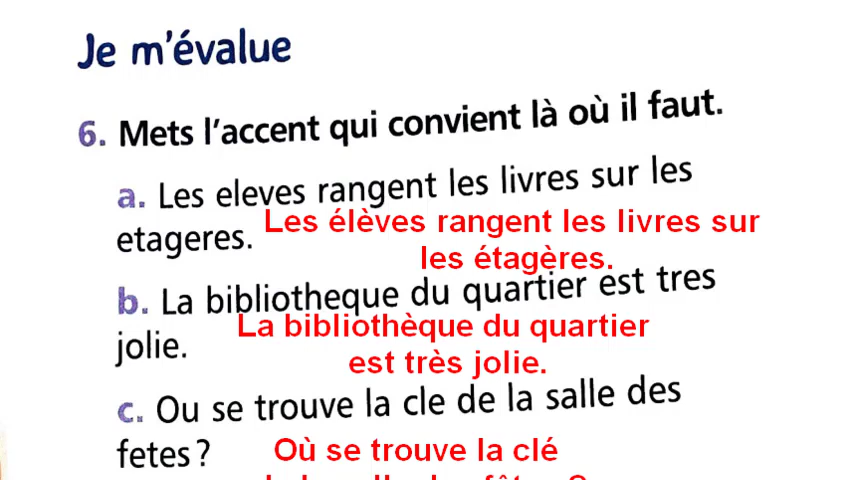 Je m'évalue
6. Mets l'accent qui convient là où il faut.
a. Les eleves rangent les livres sur les
Les élèves rangent les livres sur
etageres.
les étagères.
b. La bibliotheque du quartier est tres
La bibliothèque du quartier
jolie.
est très jolie.
c. Ou se trouve la cle de la salle des
fetes ?
Où se trouve la clé